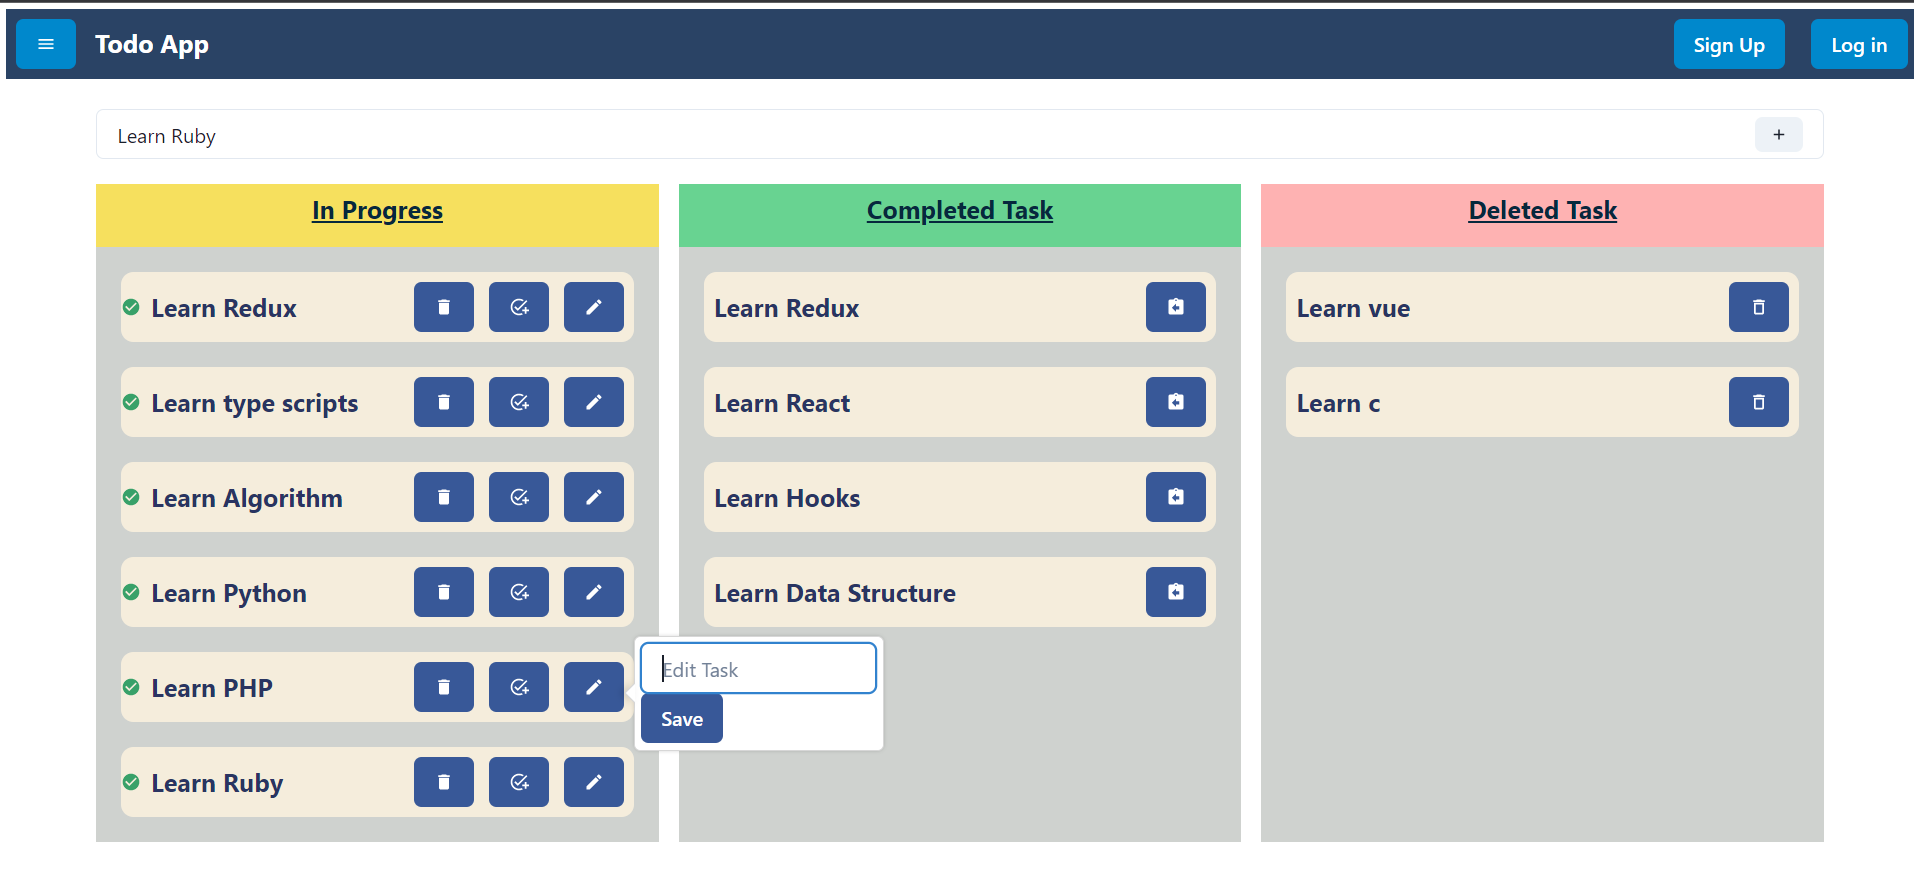 Todo App
Sign Up
Log in
Learn Ruby
+
In Progress
Learn Redux
Learn type scripts
Learn Algorithm
Learn Python
Learn PHP
Learn Ruby
Edit Task
Save
Completed Task
Learn Redux
Learn React
Learn Hooks
Learn Data Structure
Deleted Task
Learn vue
Learn c